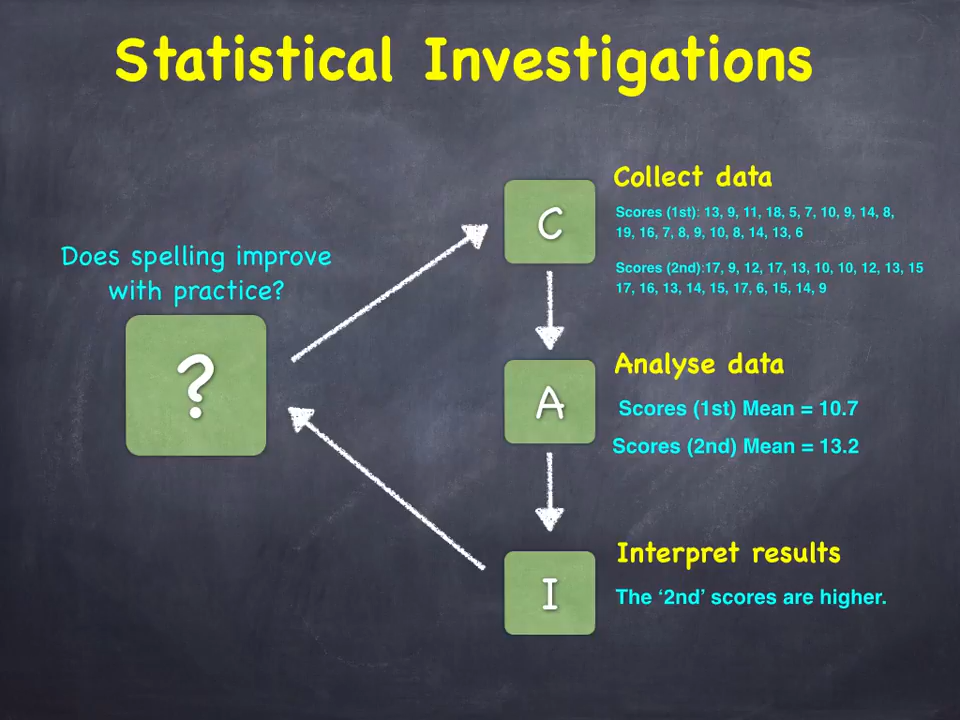 Statistical Investigations
Does spelling improve
with practice?
?
C
Collect data
Scores (1st): 13, 9, 11, 18, 5, 7, 10, 9, 14, 8,
19, 16, 7, 8, 9, 10, 8, 14, 13, 6
Scores (2nd):17, 9, 12, 17, 13, 10, 10, 12, 13, 15
17, 16, 13, 14, 15, 17, 6, 15, 14, 9
A
Analyse data
Scores (1st) Mean = 10.7
Scores (2nd) Mean = 13.2
I
Interpret results
The ‘2nd’ scores are higher.